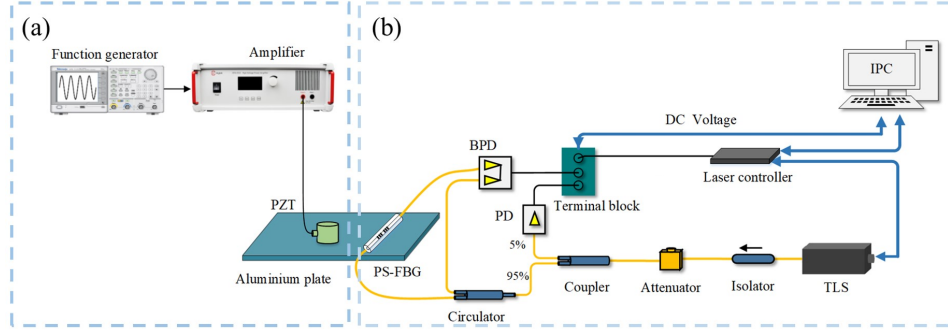 (a)
Function generator
Amplifier
PZT
Aluminium plate
PS-FBG
(b)
IPC
DC Voltage
BPD
Terminal block
Laser controller
PD
5%
95%
Circulator
Coupler
Attenuator
Isolator
TLS